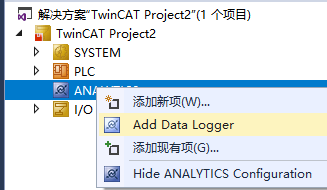 解决方案"TwinCAT Project2"(1 个项目)
TwinCAT Project2
SYSTEM
PLC
ANALYTICS
I/O
添加新项(W)...
Add Data Logger
添加现有项(G)...
Hide ANALYTICS Configuration